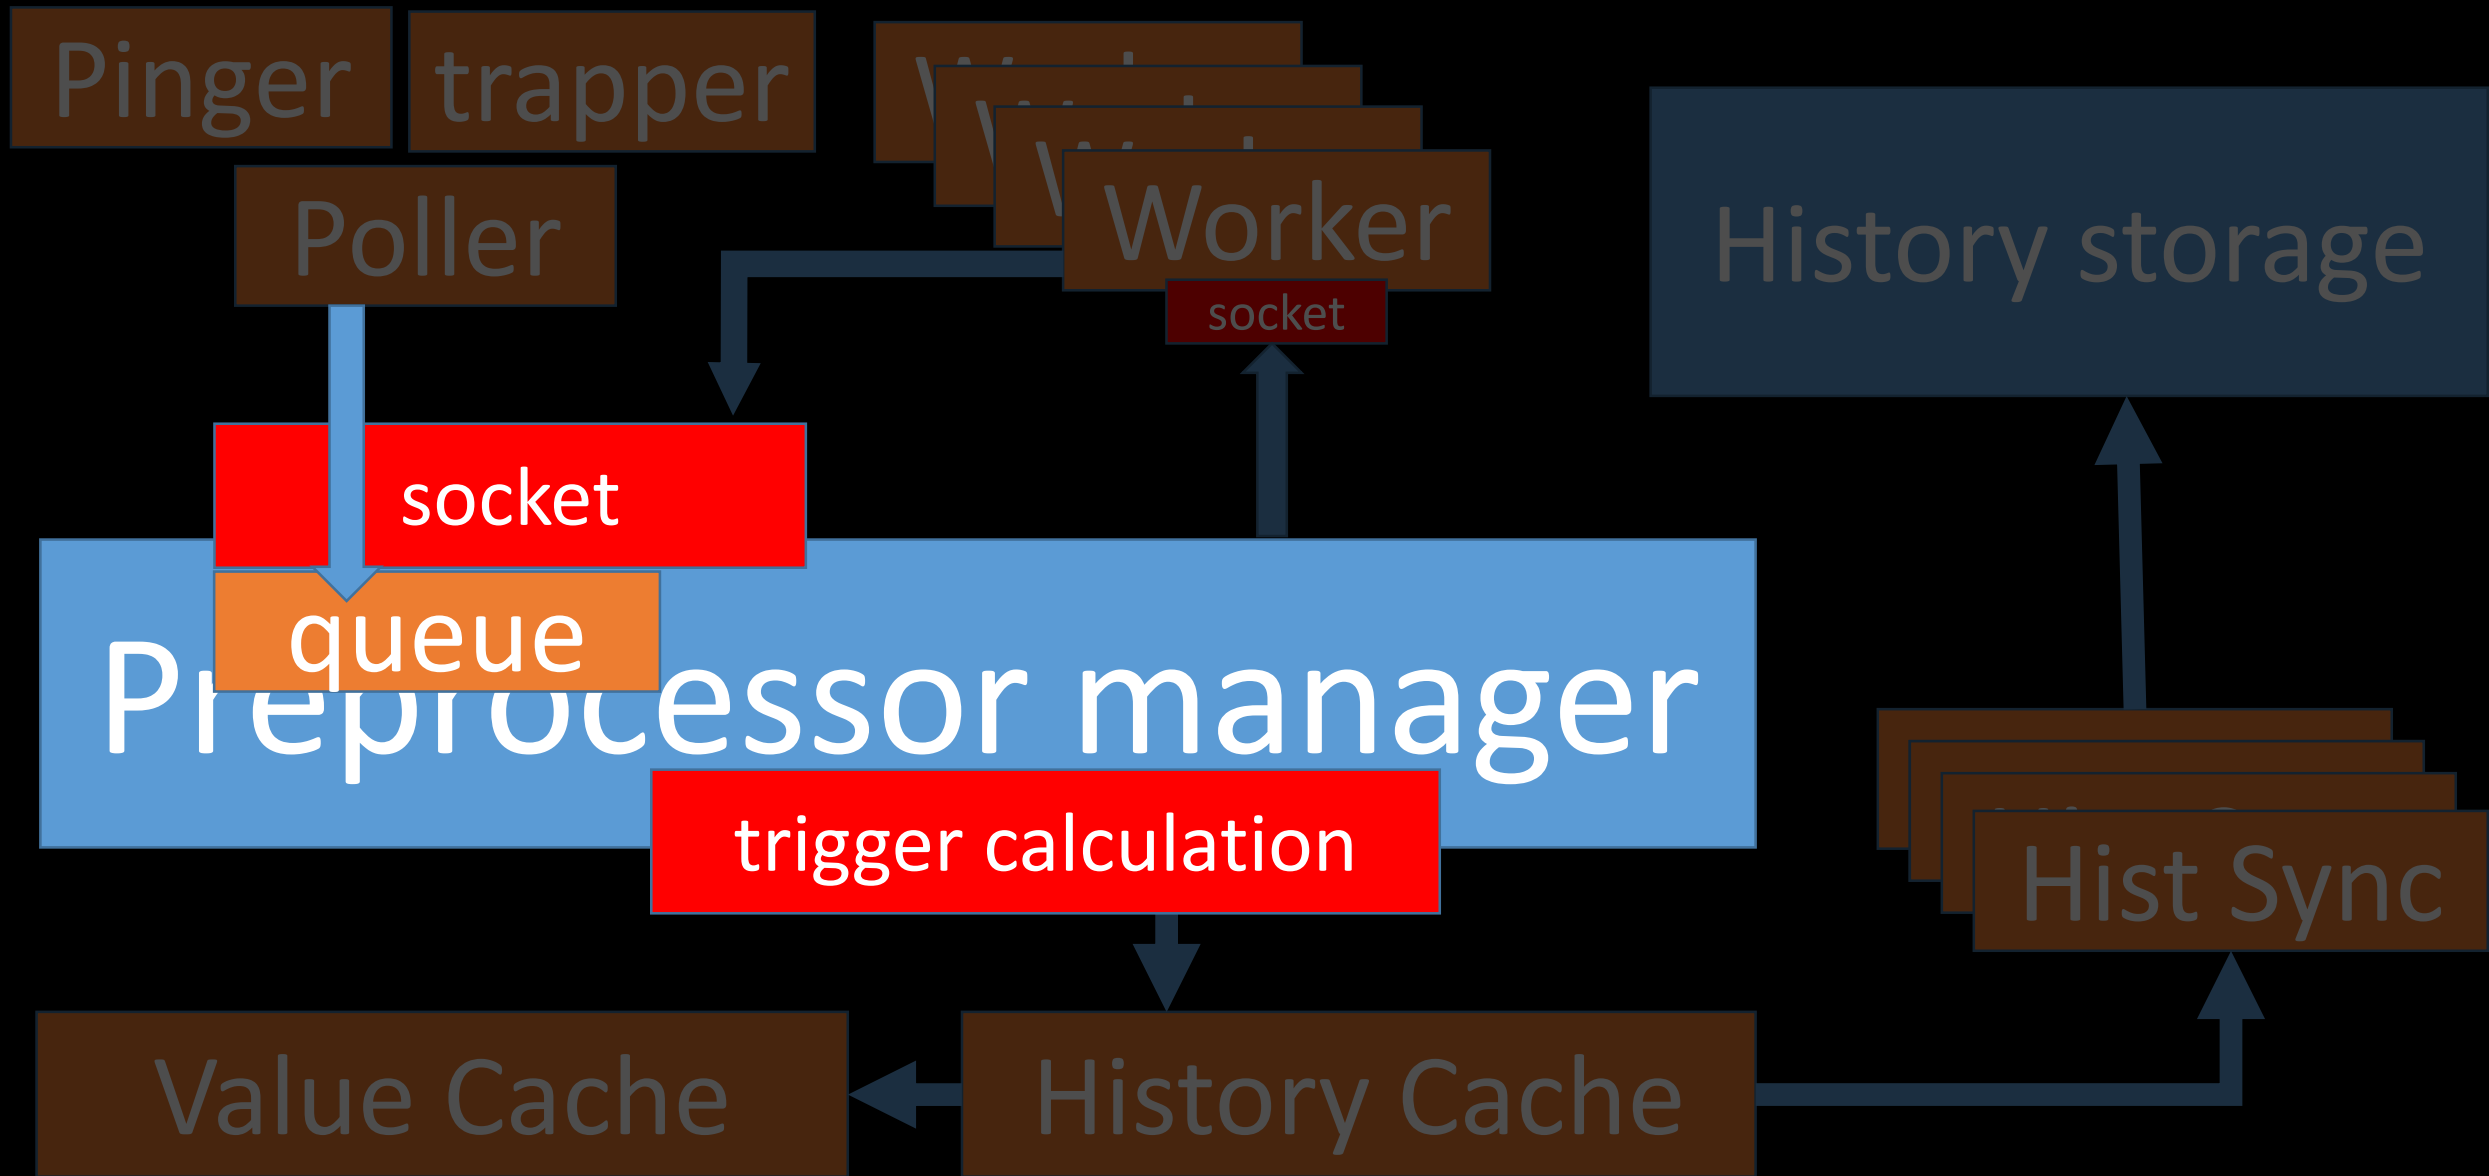 Pinger
trapper
Poller
Worker
socket
History storage
socket
queue
Preprocessor manager
trigger calculation
Hist Sync
Value Cache
History Cache